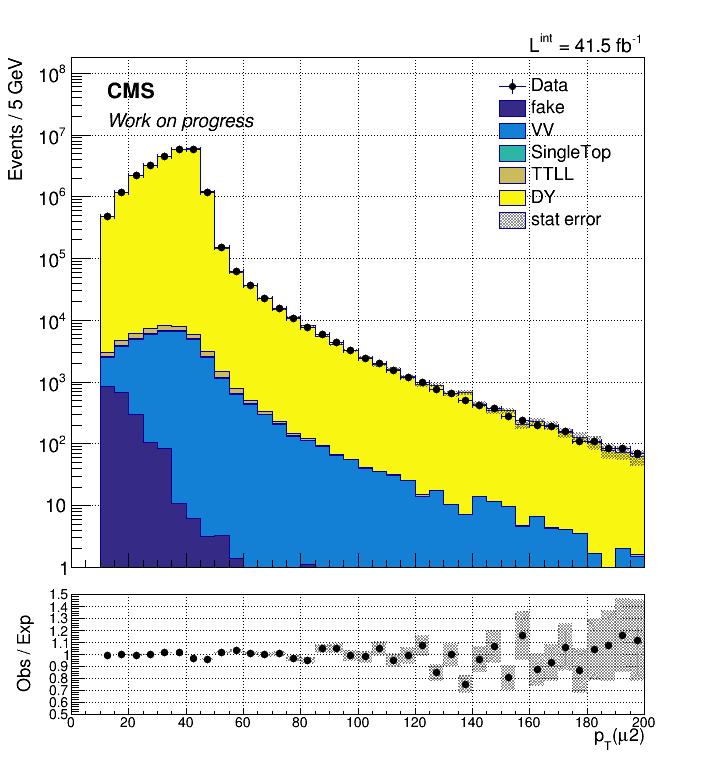 L^int = 41.5 fb^-1
Events / 5 GeV
10^8
10^7
10^6
10^5
10^4
10^3
10^2
10
1
CMS
Work on progress
Data
fake
VV
SingleTop
TTLL
DY
stat error
Obs / Exp
1.5
1.4
1.3
1.2
1.1
1
0.9
0.8
0.7
0.6
0.5
0 20 40 60 80 100 120 140 160 180 200
p_T(μ2)